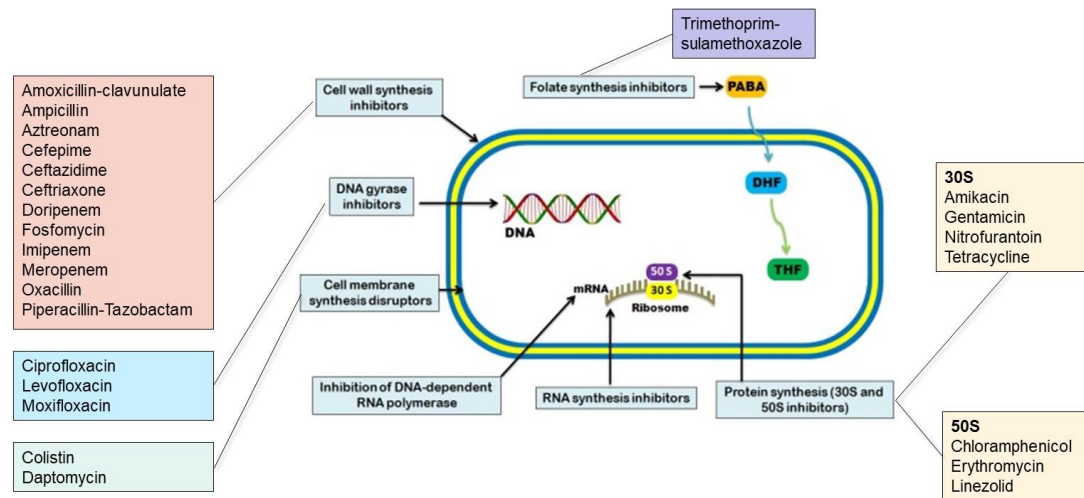 Trimethoprim-
sulamethoxazole
Amoxicillin-clavunulate
Ampicillin
Aztreonam
Cefepime
Ceftazidime
Ceftriaxone
Doripenem
Fosfomycin
Imipenem
Meropenem
Oxacillin
Piperacillin-Tazobactam
Cell wall synthesis
inhibitors
Folate synthesis inhibitors
PABA
DNA gyrase
inhibitors
DNA
DHF
THF
30S
Amikacin
Gentamicin
Nitrofurantoin
Tetracycline
Cell membrane
synthesis disruptors
mRNA
50 S
30 S
Ribosome
Ciprofloxacin
Levofloxacin
Moxifloxacin
Inhibition of DNA-dependent
RNA polymerase
RNA synthesis inhibitors
Protein synthesis (30S and
50S inhibitors)
Colistin
Daptomycin
50S
Chloramphenicol
Erythromycin
Linezolid